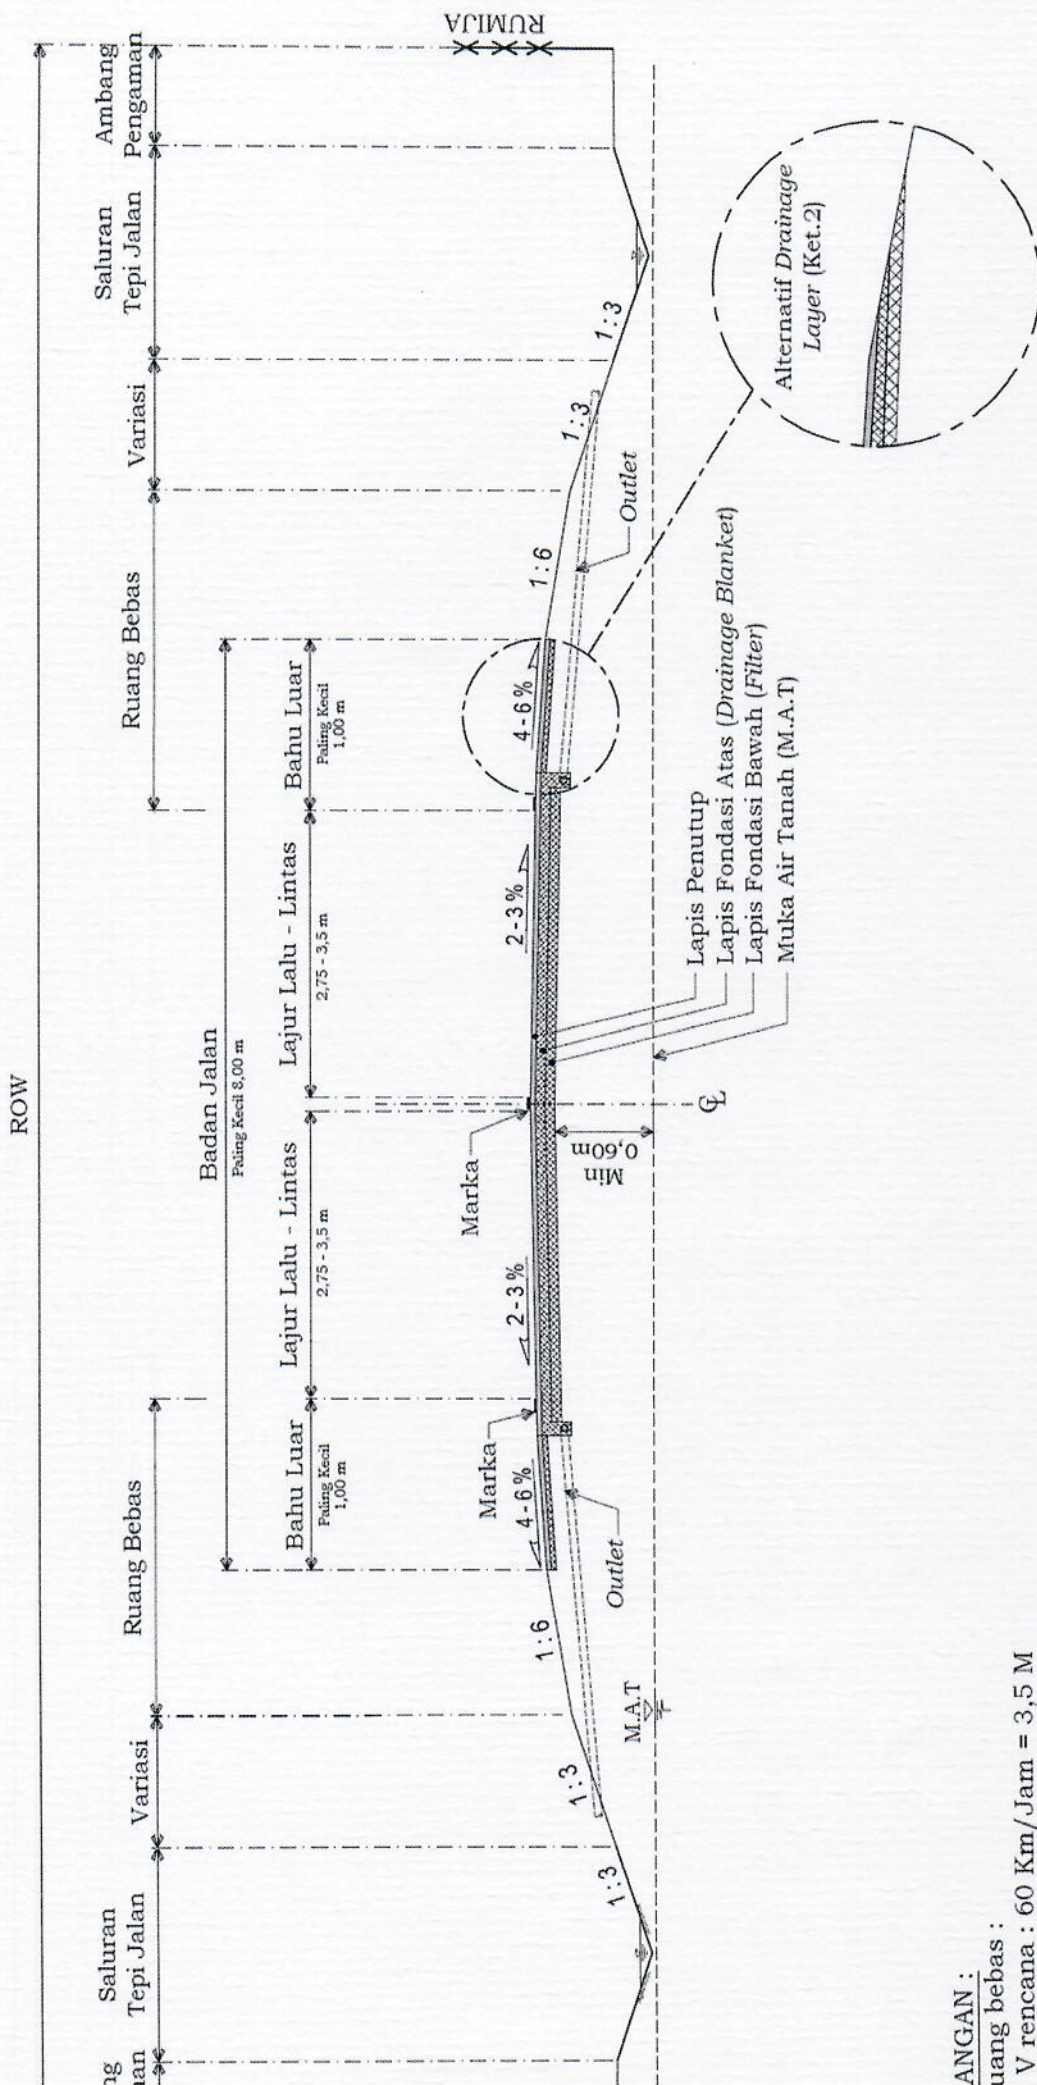 ROW
ng
nan
Saluran
Tepi Jalan
Variasi
Ruang Bebas
Ruang Bebas
Variasi
Saluran
Tepi Jalan
Ambang
Pengaman
Badan Jalan
Paling Kecil 8,00 m
Bahu Luar
Paling Kecil
1,00 m
Lajur Lalu - Lintas
2,75 - 3,5 m
Lajur Lalu - Lintas
2,75 - 3,5 m
Bahu Luar
Paling Kecil
1,00 m
RUMIJA
Marka
Marka
4-6%
2-3%
2-3%
4-6%
1:3
1:3
1:6
1:6
1:3
1:3
Outlet
Outlet
M.A.T
Min
0,60m
CL
Lapis Penutup
Lapis Fondasi Atas (Drainage Blanket)
Lapis Fondasi Bawah (Filter)
Muka Air Tanah (M.A.T)
Alternatif Drainage
Layer (Ket.2)
ANGAN :
uang bebas :
V rencana : 60 Km/Jam = 3,5 M